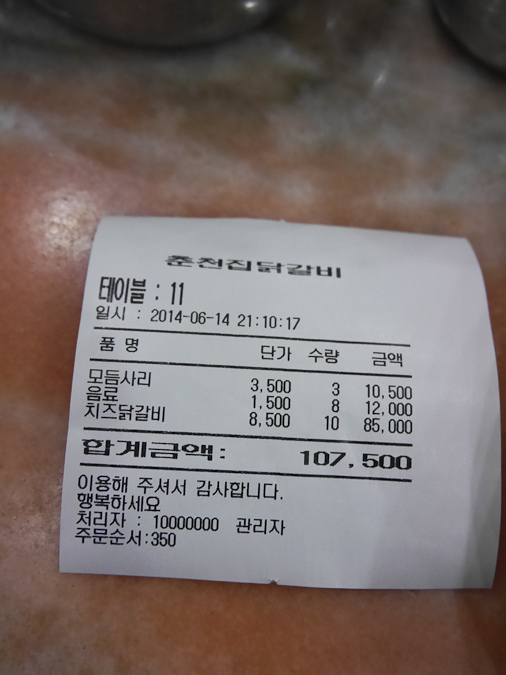 춘천집닭갈비
테이블 : 11
일시 : 2014-06-14 21:10:17
품 명 단가 수량 금액
모듬사리 3,500 3 10,500
음료 1,500 8 12,000
치즈닭갈비 8,500 10 85,000
합계금액: 107,500
이용해 주셔서 감사합니다.
행복하세요
처리자 : 10000000 관리자
주문순서:350